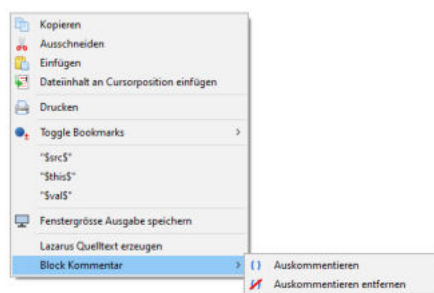 Kopieren
Ausschneiden
Einfügen
Dateiinhalt an Cursorposition einfügen
Drucken
Toggle Bookmarks
"$src$"
"$this$"
"$val$"
Fenstergrösse Ausgabe speichern
Lazarus Quelltext erzeugen
Block Kommentar
Auskommentieren
Auskommentieren entfernen